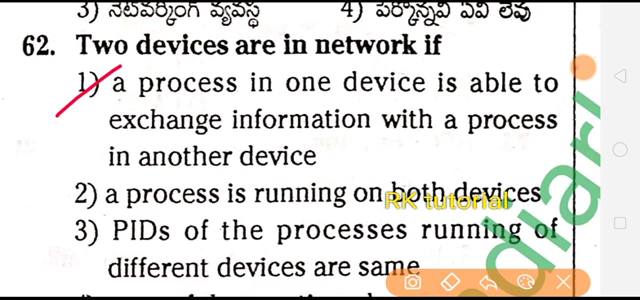 3) నెటవర్కింగ్ వ్యవస్థ 4) పేర్కొన్నవి ఏవి లేవు
62. Two devices are in network if
1) a process in one device is able to
exchange information with a process
in another device
2) a process is running on both devices
RK tutorial
3) PIDs of the processes running of
different devices are same